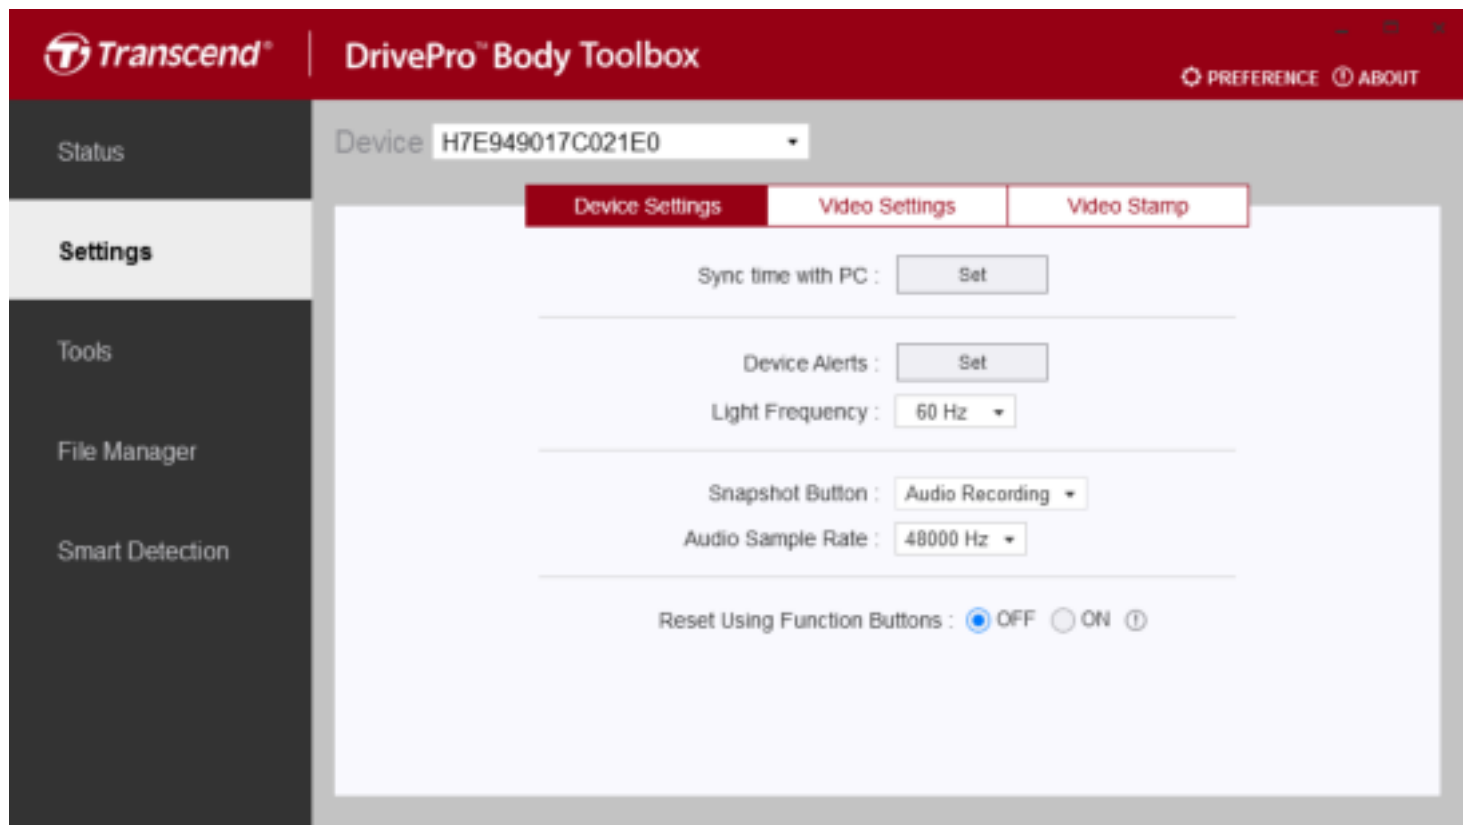 Transcend® DrivePro™ Body Toolbox
PREFERENCE ABOUT
Status
Device H7E949017C021E0
Device Settings Video Settings Video Stamp
Settings
Sync time with PC : Set
Tools
Device Alerts : Set
Light Frequency : 60 Hz
File Manager
Snapshot Button : Audio Recording
Audio Sample Rate : 48000 Hz
Smart Detection
Reset Using Function Buttons : OFF ON